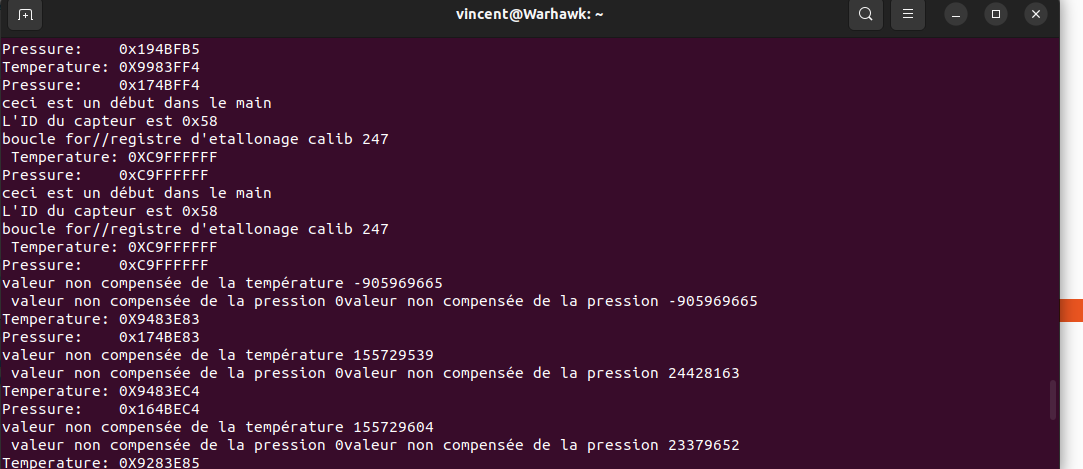 vincent@Warhawk: ~
Pressure:    0x194BFB5
Temperature: 0X9983FF4
Pressure:    0x174BFF4
ceci est un début dans le main
L'ID du capteur est 0x58
boucle for//registre d'etallonage calib 247
 Temperature: 0XC9FFFFFF
Pressure:    0xC9FFFFFF
ceci est un début dans le main
L'ID du capteur est 0x58
boucle for//registre d'etallonage calib 247
 Temperature: 0XC9FFFFFF
Pressure:    0xC9FFFFFF
valeur non compensée de la température -905969665
 valeur non compensée de la pression 0valeur non compensée de la pression -905969665
Temperature: 0X9483E83
Pressure:    0x174BE83
valeur non compensée de la température 155729539
 valeur non compensée de la pression 0valeur non compensée de la pression 24428163
Temperature: 0X9483EC4
Pressure:    0x164BEC4
valeur non compensée de la température 155729604
 valeur non compensée de la pression 0valeur non compensée de la pression 23379652
Temperature: 0X9283E85